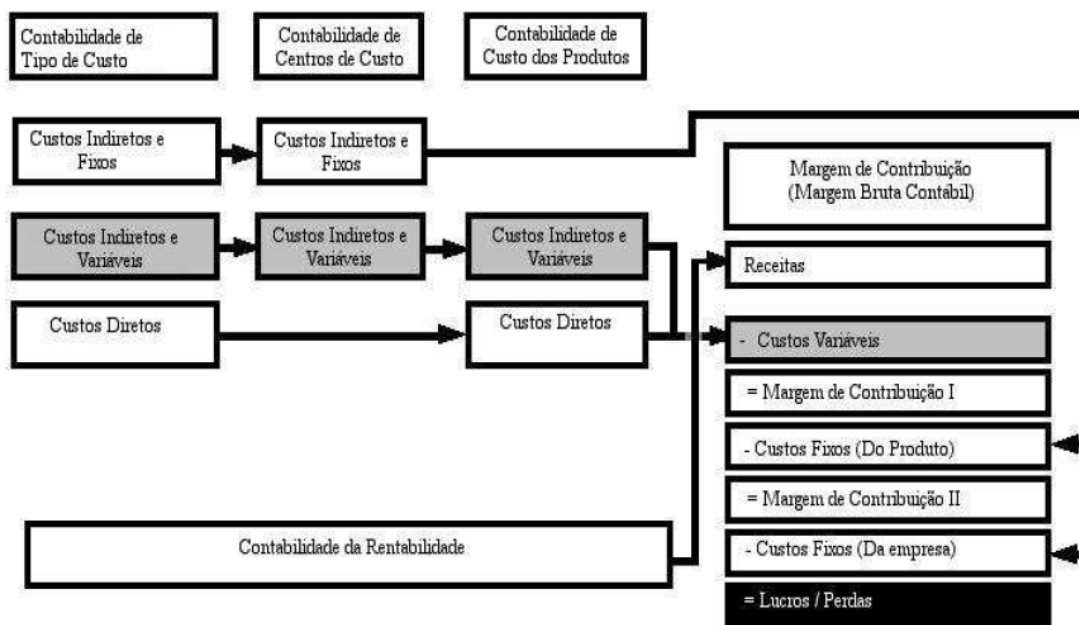 Contabilidade de
Tipo de Custo
Contabilidade de
Centros de Custo
Contabilidade de
Custo dos Produtos
Custos Indiretos e
Fixos
Custos Indiretos e
Fixos
Margem de Contribuição
(Margem Bruta Contábil)
Custos Indiretos e
Variáveis
Custos Indiretos e
Variáveis
Custos Indiretos e
Variáveis
Receitas
Custos Diretos
Custos Diretos
- Custos Variáveis
= Margem de Contribuição I
- Custos Fixos (Do Produto)
= Margem de Contribuição II
Contabilidade da Rentabilidade
- Custos Fixos (Da empresa)
= Lucros / Perdas